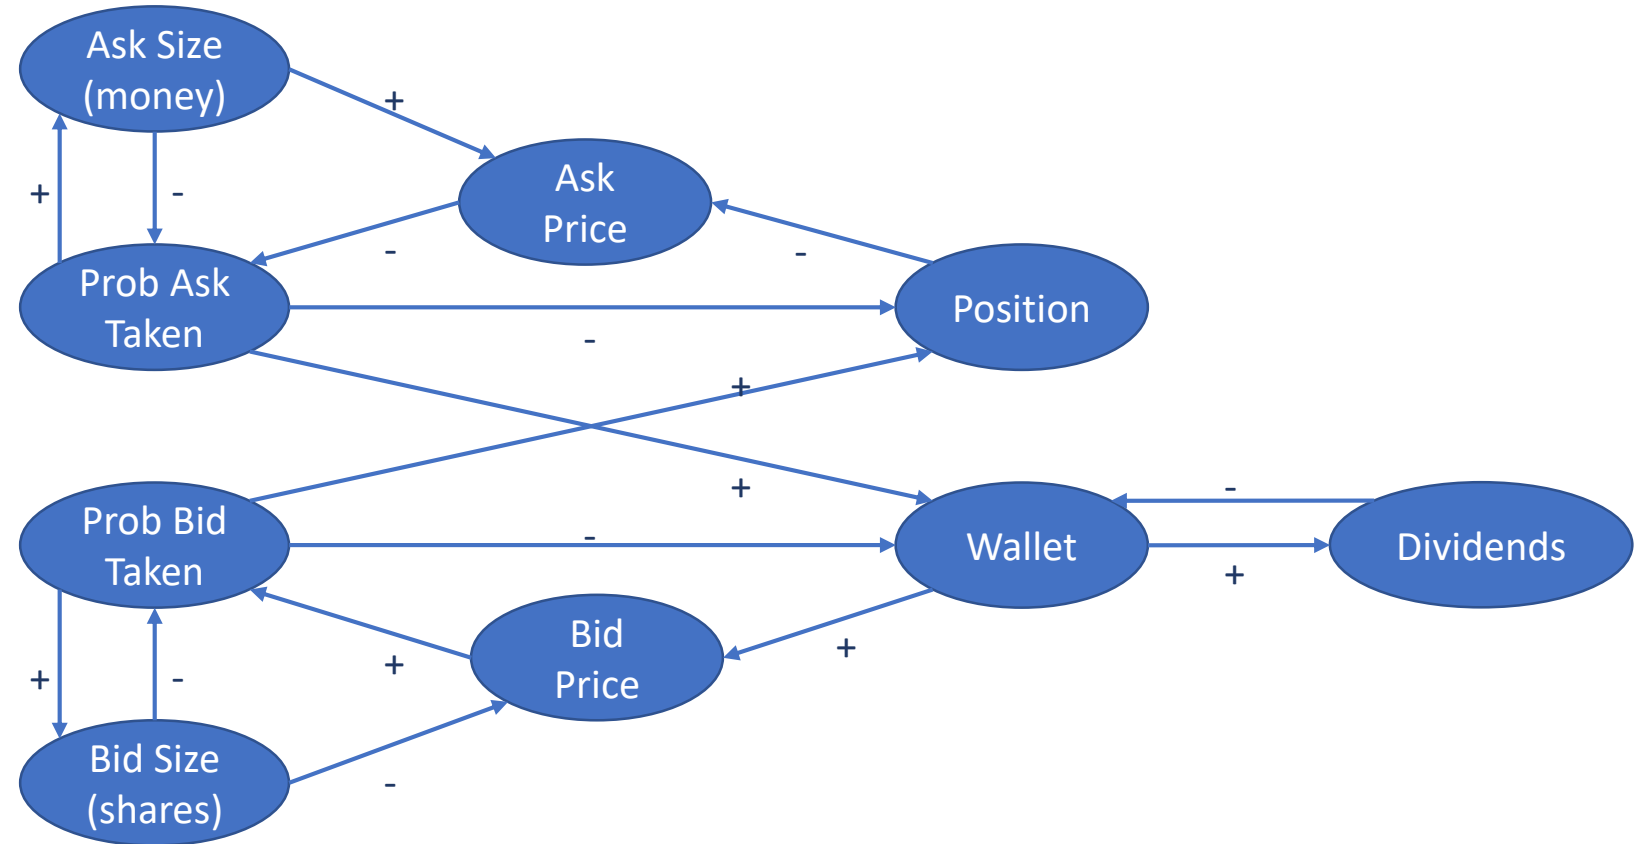 Ask Size
(money)
+
Ask
Price
+
-
-
-
Prob Ask
Taken
Position
-
+
+
-
Prob Bid
Taken
-
Wallet
Dividends
+
Bid
Price
+
+
+
-
Bid Size
(shares)
-